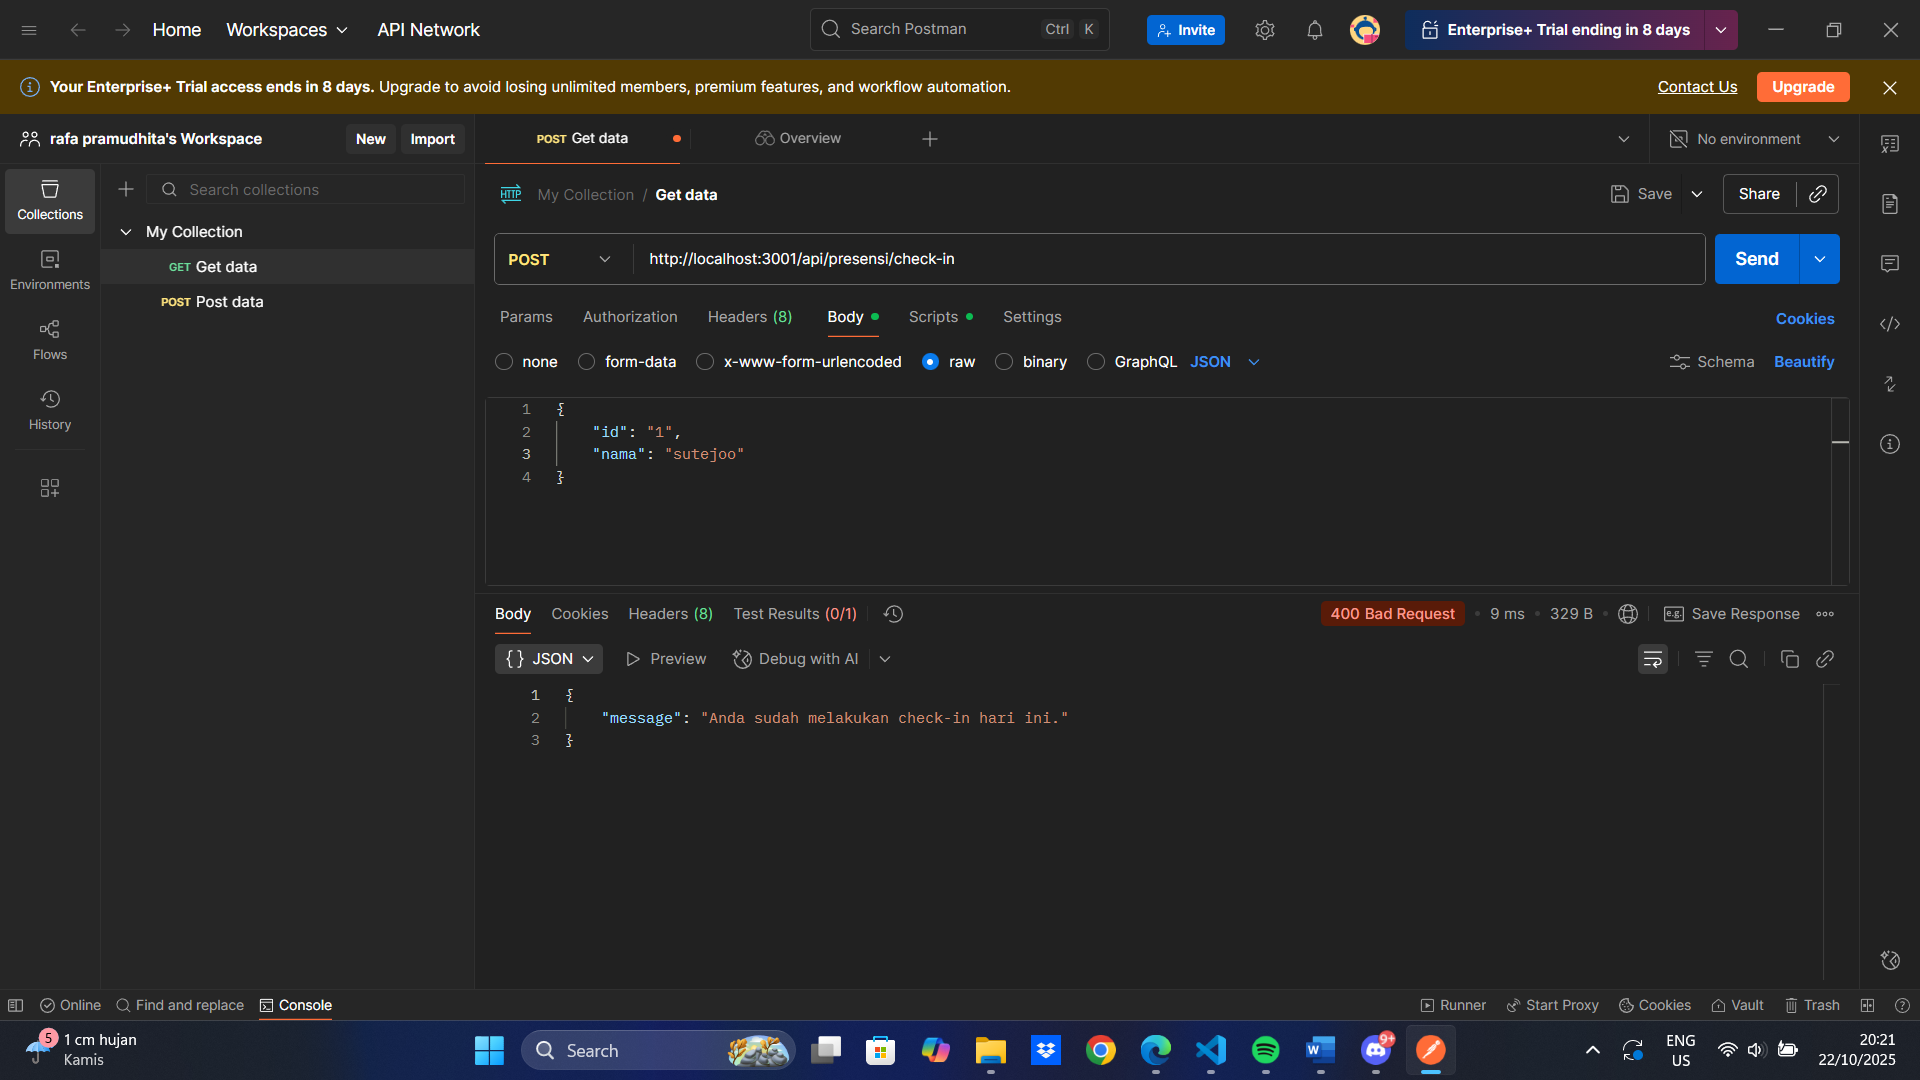 Home
Workspaces
API Network
Search Postman
Ctrl
K
Invite
Enterprise+ Trial ending in 8 days
Your Enterprise+ Trial access ends in 8 days. Upgrade to avoid losing unlimited members, premium features, and workflow automation.
Contact Us
Upgrade
rafa pramudhita's Workspace
New
Import
POST Get data
Overview
No environment
Collections
Environments
Flows
History
Search collections
My Collection
GET Get data
POST Post data
HTTP
My Collection / Get data
Save
Share
POST
http://localhost:3001/api/presensi/check-in
Send
Params
Authorization
Headers (8)
Body
Scripts
Settings
Cookies
none
form-data
x-www-form-urlencoded
raw
binary
GraphQL
JSON
Schema
Beautify
1 {
2 "id": "1",
3 "nama": "sutejoo"
4 }
Body
Cookies
Headers (8)
Test Results (0/1)
400 Bad Request
9 ms
329 B
e.g.
Save Response
{} JSON
Preview
Debug with AI
1 {
2 "message": "Anda sudah melakukan check-in hari ini."
3 }
Online
Find and replace
Console
Runner
Start Proxy
Cookies
Vault
Trash
5
1 cm hujan
Kamis
Search
9+
ENG
US
20:21
22/10/2025